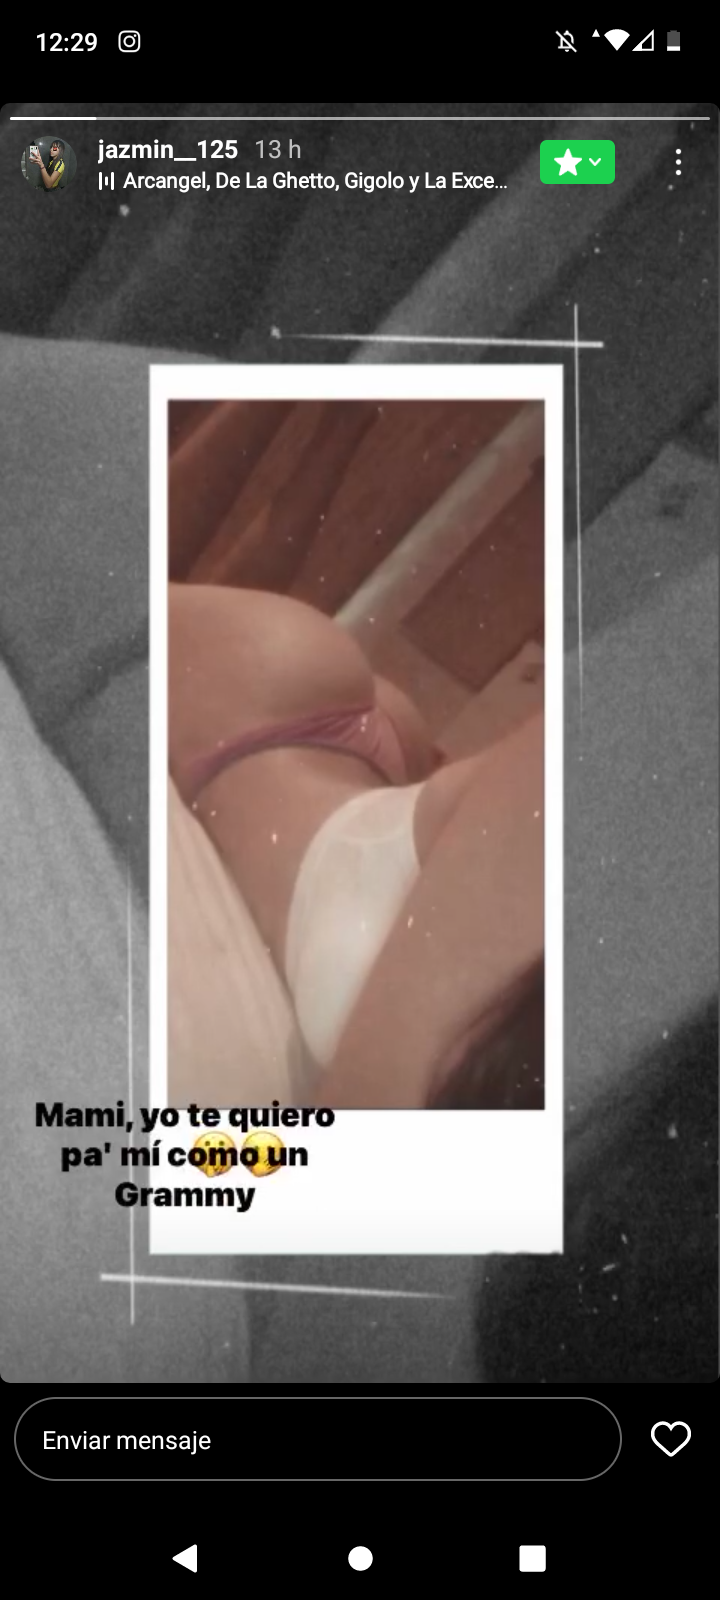 12:29
jazmin__125 13 h
Arcangel, De La Ghetto, Gigolo y La Exce...
Mami, yo te quiero
pa' mí como un
Grammy
Enviar mensaje